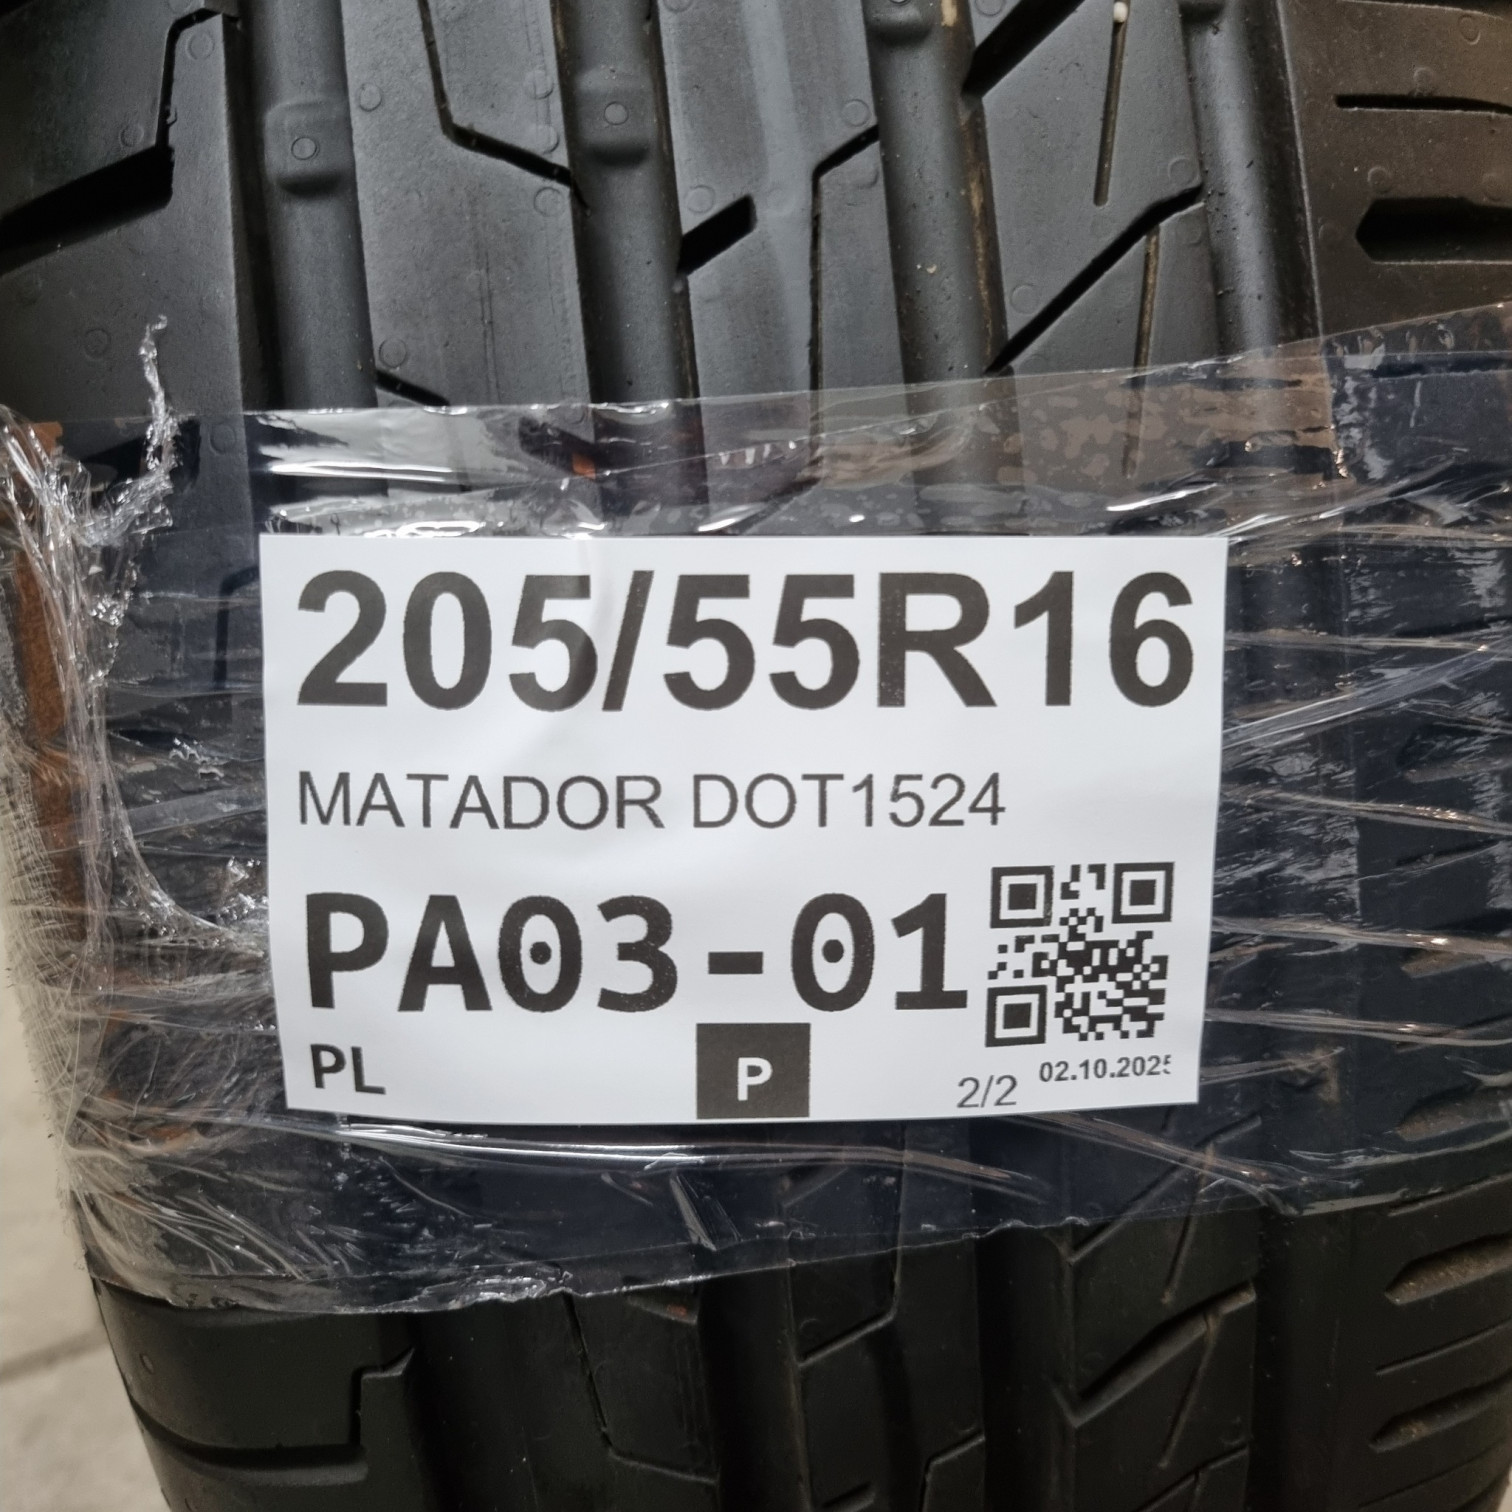 205/55R16
MATADOR DOT1524
PA03-01
PL
P
2/2
02.10.2025